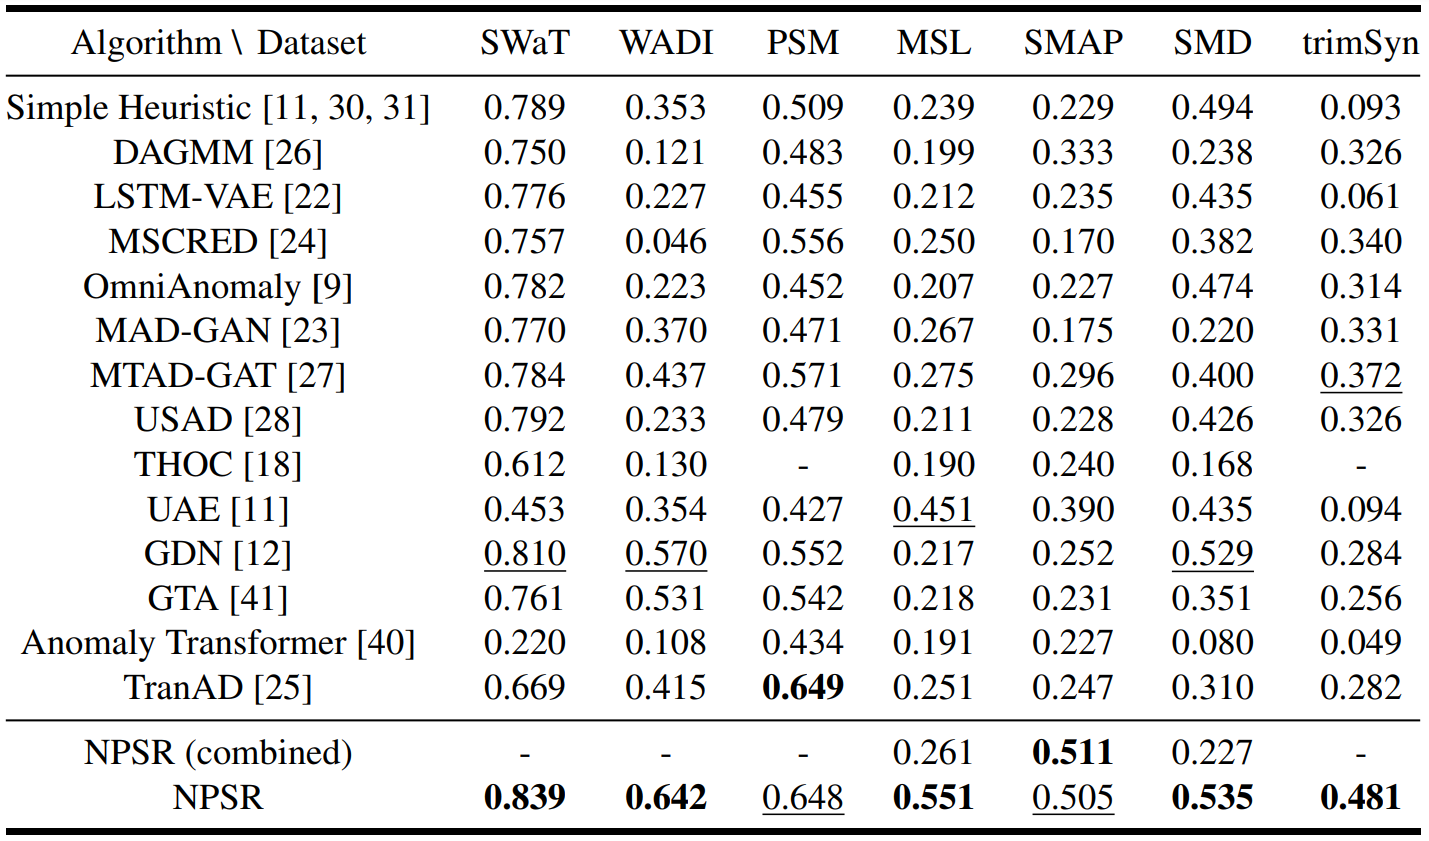 Algorithm \ Dataset SWaT WADI PSM MSL SMAP SMD trimSyn
Simple Heuristic [11, 30, 31] 0.789 0.353 0.509 0.239 0.229 0.494 0.093
DAGMM [26] 0.750 0.121 0.483 0.199 0.333 0.238 0.326
LSTM-VAE [22] 0.776 0.227 0.455 0.212 0.235 0.435 0.061
MSCRED [24] 0.757 0.046 0.556 0.250 0.170 0.382 0.340
OmniAnomaly [9] 0.782 0.223 0.452 0.207 0.227 0.474 0.314
MAD-GAN [23] 0.770 0.370 0.471 0.267 0.175 0.220 0.331
MTAD-GAT [27] 0.784 0.437 0.571 0.275 0.296 0.400 0.372
USAD [28] 0.792 0.233 0.479 0.211 0.228 0.426 0.326
THOC [18] 0.612 0.130 - 0.190 0.240 0.168 -
UAE [11] 0.453 0.354 0.427 0.451 0.390 0.435 0.094
GDN [12] 0.810 0.570 0.552 0.217 0.252 0.529 0.284
GTA [41] 0.761 0.531 0.542 0.218 0.231 0.351 0.256
Anomaly Transformer [40] 0.220 0.108 0.434 0.191 0.227 0.080 0.049
TranAD [25] 0.669 0.415 0.649 0.251 0.247 0.310 0.282
NPSR (combined) - - - 0.261 0.511 0.227 -
NPSR 0.839 0.642 0.648 0.551 0.505 0.535 0.481